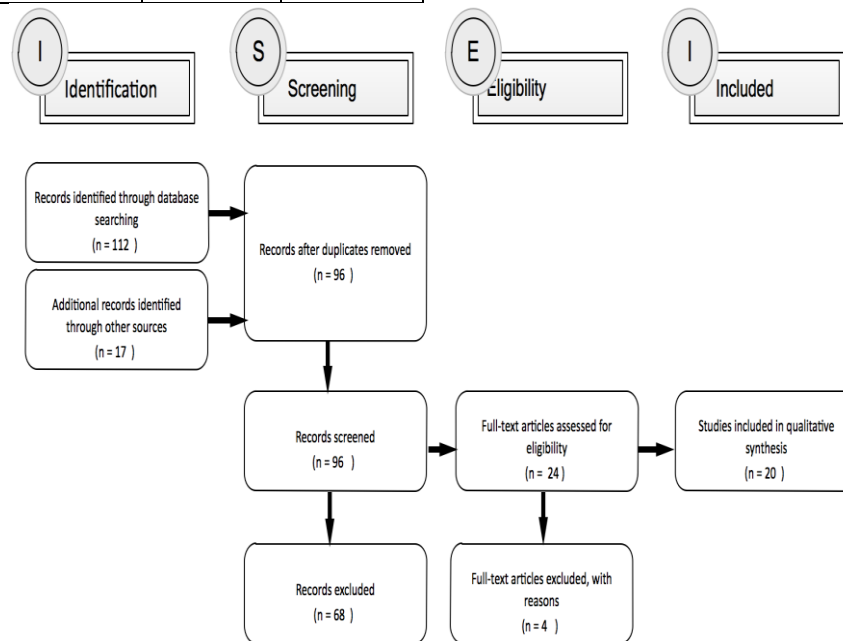 I
Identification
S
Screening
E
Eligibility
I
Included
Records identified through database
searching
(n = 112 )
Additional records identified
through other sources
(n = 17 )
Records after duplicates removed
(n = 96 )
Records screened
(n = 96 )
Records excluded
(n = 68 )
Full-text articles assessed for
eligibility
(n = 24 )
Full-text articles excluded, with
reasons
(n = 4 )
Studies included in qualitative
synthesis
(n = 20 )